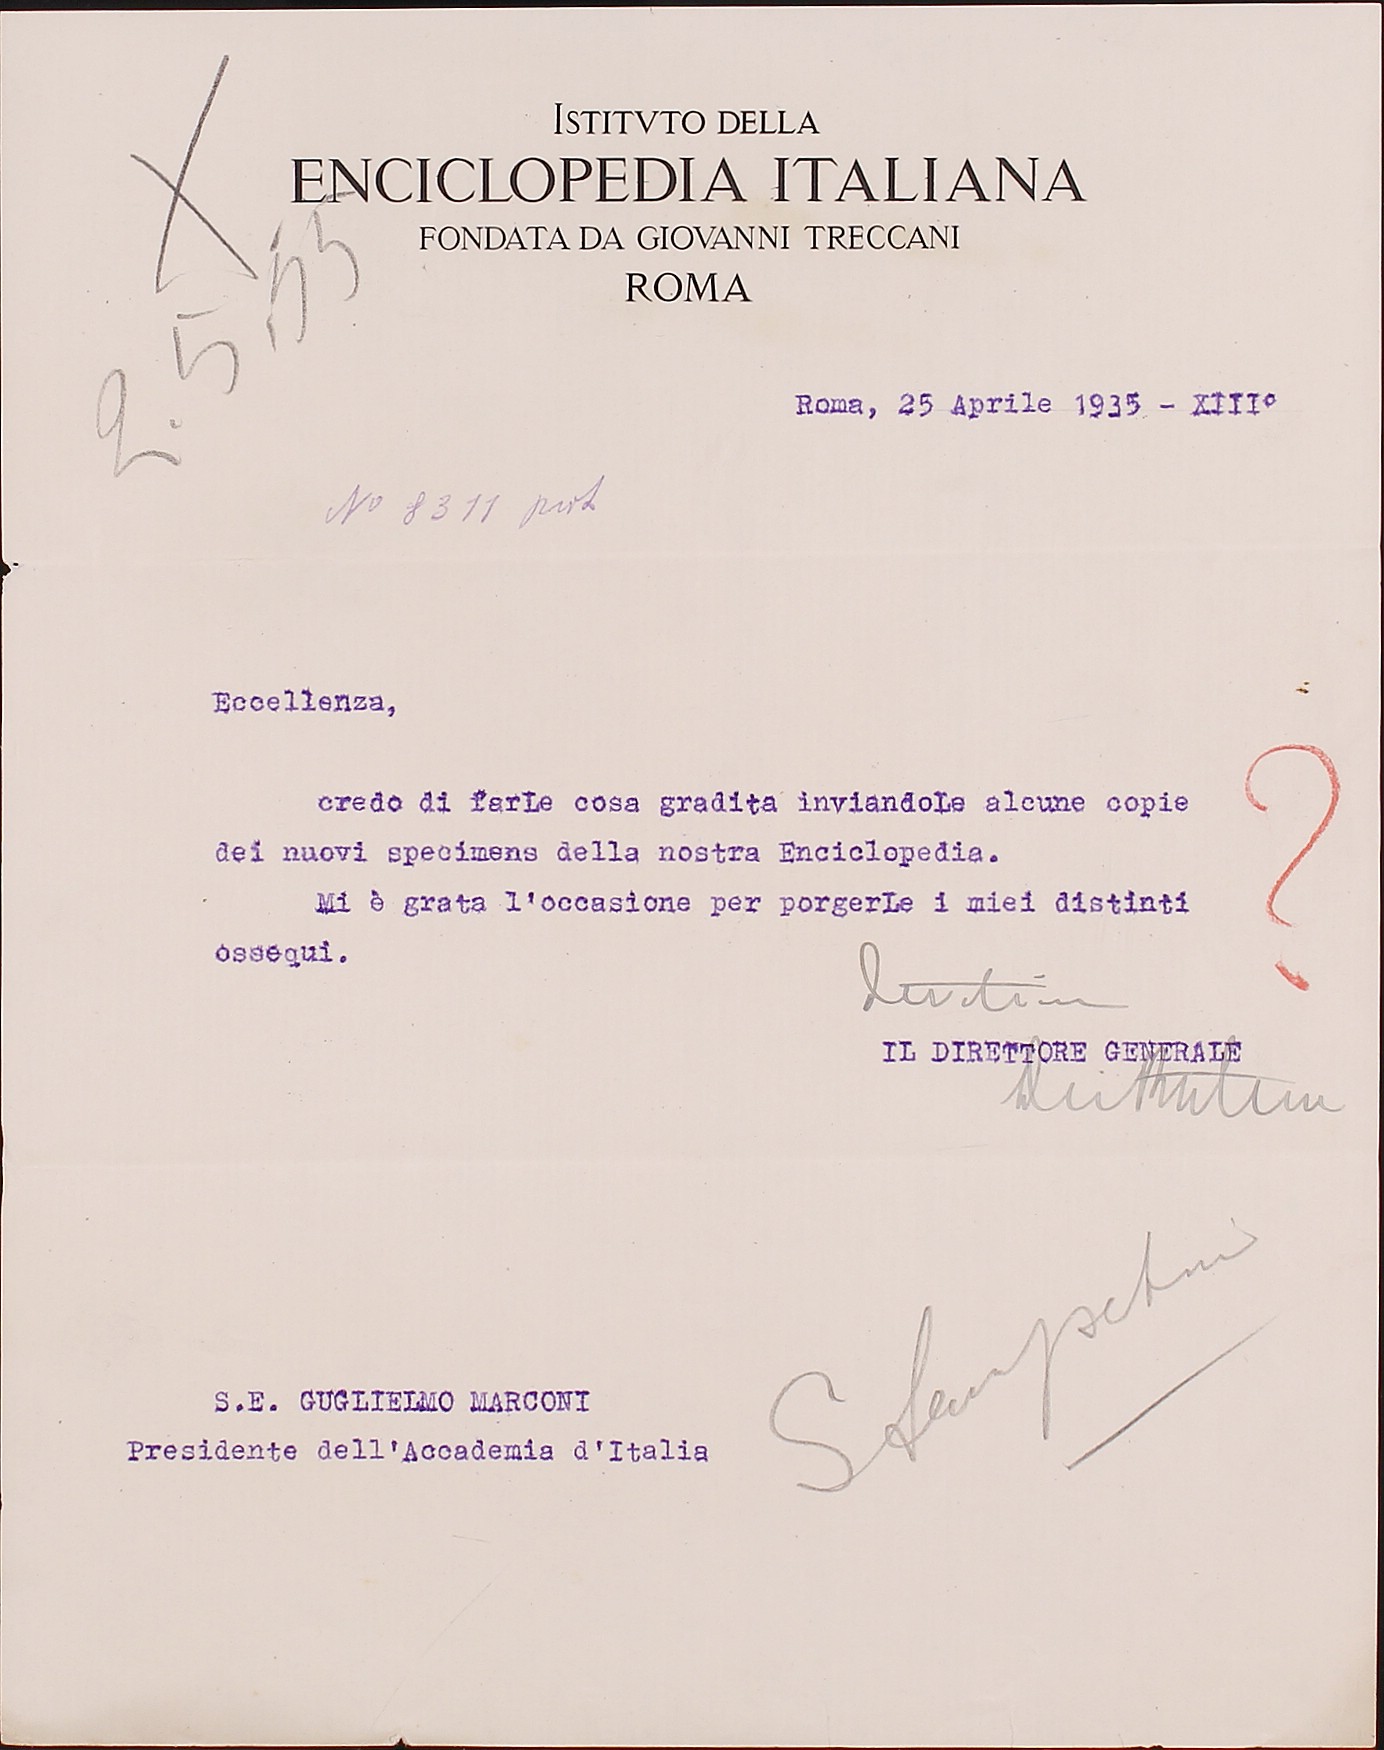 ISTITVTO DELLA
ENCICLOPEDIA ITALIANA
FONDATA DA GIOVANNI TRECCANI
ROMA
2.5.35
Roma, 25 Aprile 1935 - XIII°
No 8311 prot
Eccellenza,
credo di farLe cosa gradita inviandoLe alcune copie
dei nuovi specimens della nostra Enciclopedia.
Mi è grata l'occasione per porgerLe i miei distinti
ossequi.
?
IL DIRETTORE GENERALE
S.E. GUGLIELMO MARCONI
Presidente dell'Accademia d'Italia